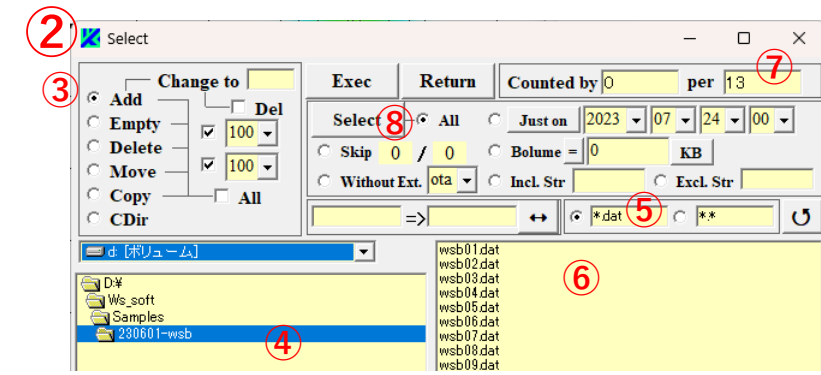 ② Select
③ Change to
Add
Del
Empty 100
Delete
Move 100
Copy All
CDir
Exec Return Counted by 0 per 13 ⑦
Select ⑧ All Just on 2023 07 24 00
Skip 0 / 0 Bolume = 0 KB
Without Ext. ota Incl. Str Excl. Str
=> ↔ *.dat ⑤ *.* ↺
d: [ボリューム]
D:¥
Ws_soft
Samples
230601-wsb ④
wsb01.dat
wsb02.dat
wsb03.dat ⑥
wsb04.dat
wsb05.dat
wsb06.dat
wsb07.dat
wsb08.dat
wsb09.dat